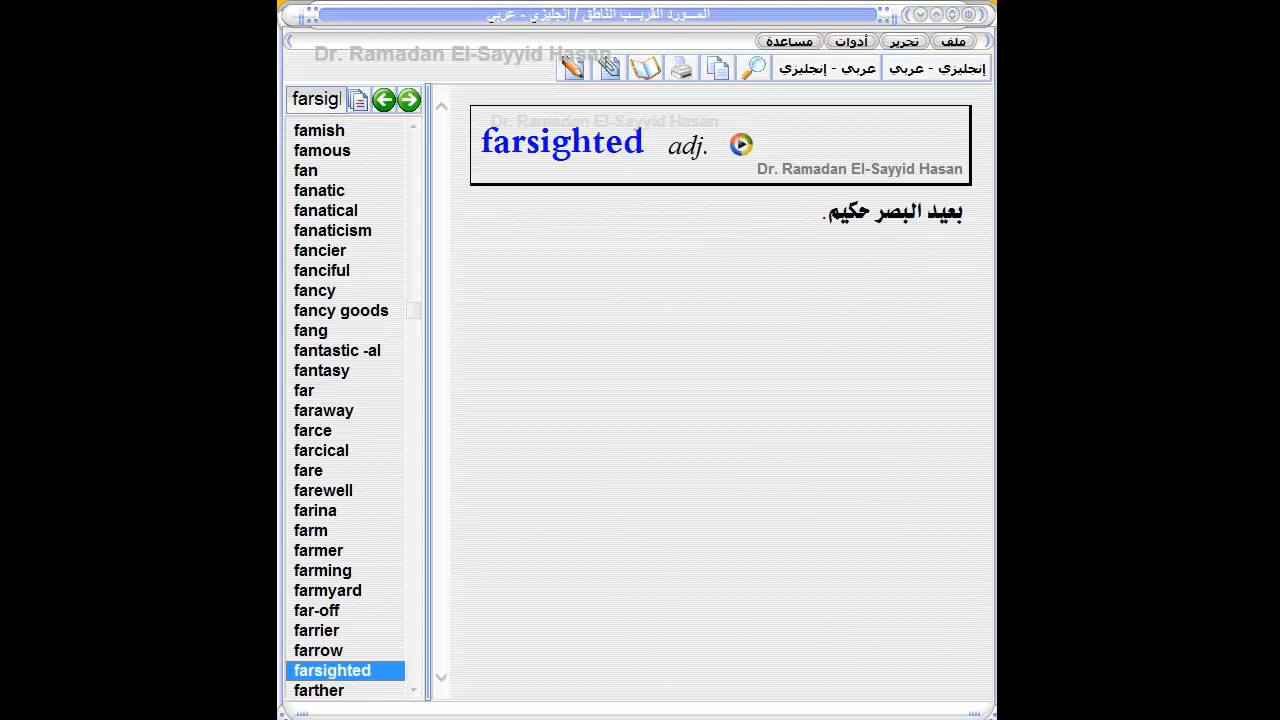 المورد القريب الناطق / إنجليزي - عربي
ملف
تحرير
أدوات
مساعدة
Dr. Ramadan El-Sayyid Hasan
إنجليزي - عربي
عربي - إنجليزي
farsigl
famish
famous
fan
fanatic
fanatical
fanaticism
fancier
fanciful
fancy
fancy goods
fang
fantastic -al
fantasy
far
faraway
farce
farcical
fare
farewell
farina
farm
farmer
farming
farmyard
far-off
farrier
farrow
farsighted
farther
Dr. Ramadan El-Sayyid Hasan
farsighted adj.
Dr. Ramadan El-Sayyid Hasan
بعيد البصر حكيم.